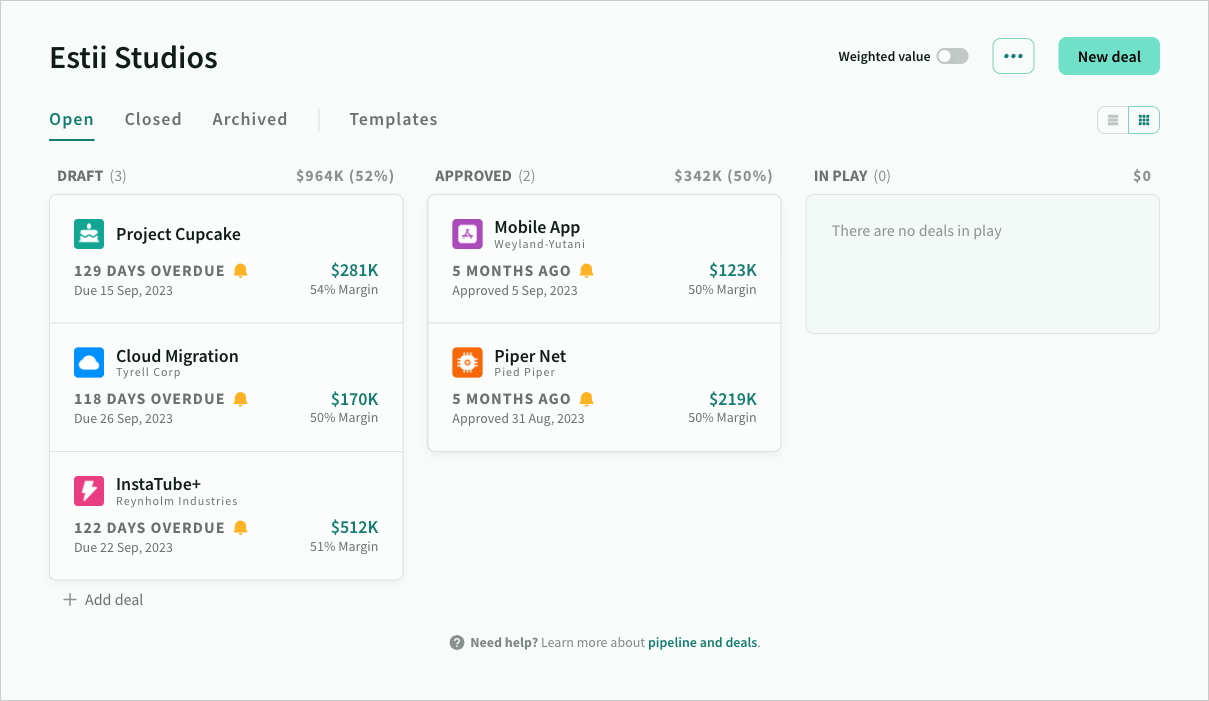 Estii Studios
Weighted value
New deal
Open
Closed
Archived
Templates
DRAFT (3) $964K (52%)
Project Cupcake
129 DAYS OVERDUE $281K
Due 15 Sep, 2023 54% Margin
Cloud Migration
Tyrell Corp
118 DAYS OVERDUE $170K
Due 26 Sep, 2023 50% Margin
InstaTube+
Reynholm Industries
122 DAYS OVERDUE $512K
Due 22 Sep, 2023 51% Margin
Add deal
APPROVED (2) $342K (50%)
Mobile App
Weyland-Yutani
5 MONTHS AGO $123K
Approved 5 Sep, 2023 50% Margin
Piper Net
Pied Piper
5 MONTHS AGO $219K
Approved 31 Aug, 2023 50% Margin
IN PLAY (0) $0
There are no deals in play
Need help? Learn more about pipeline and deals.